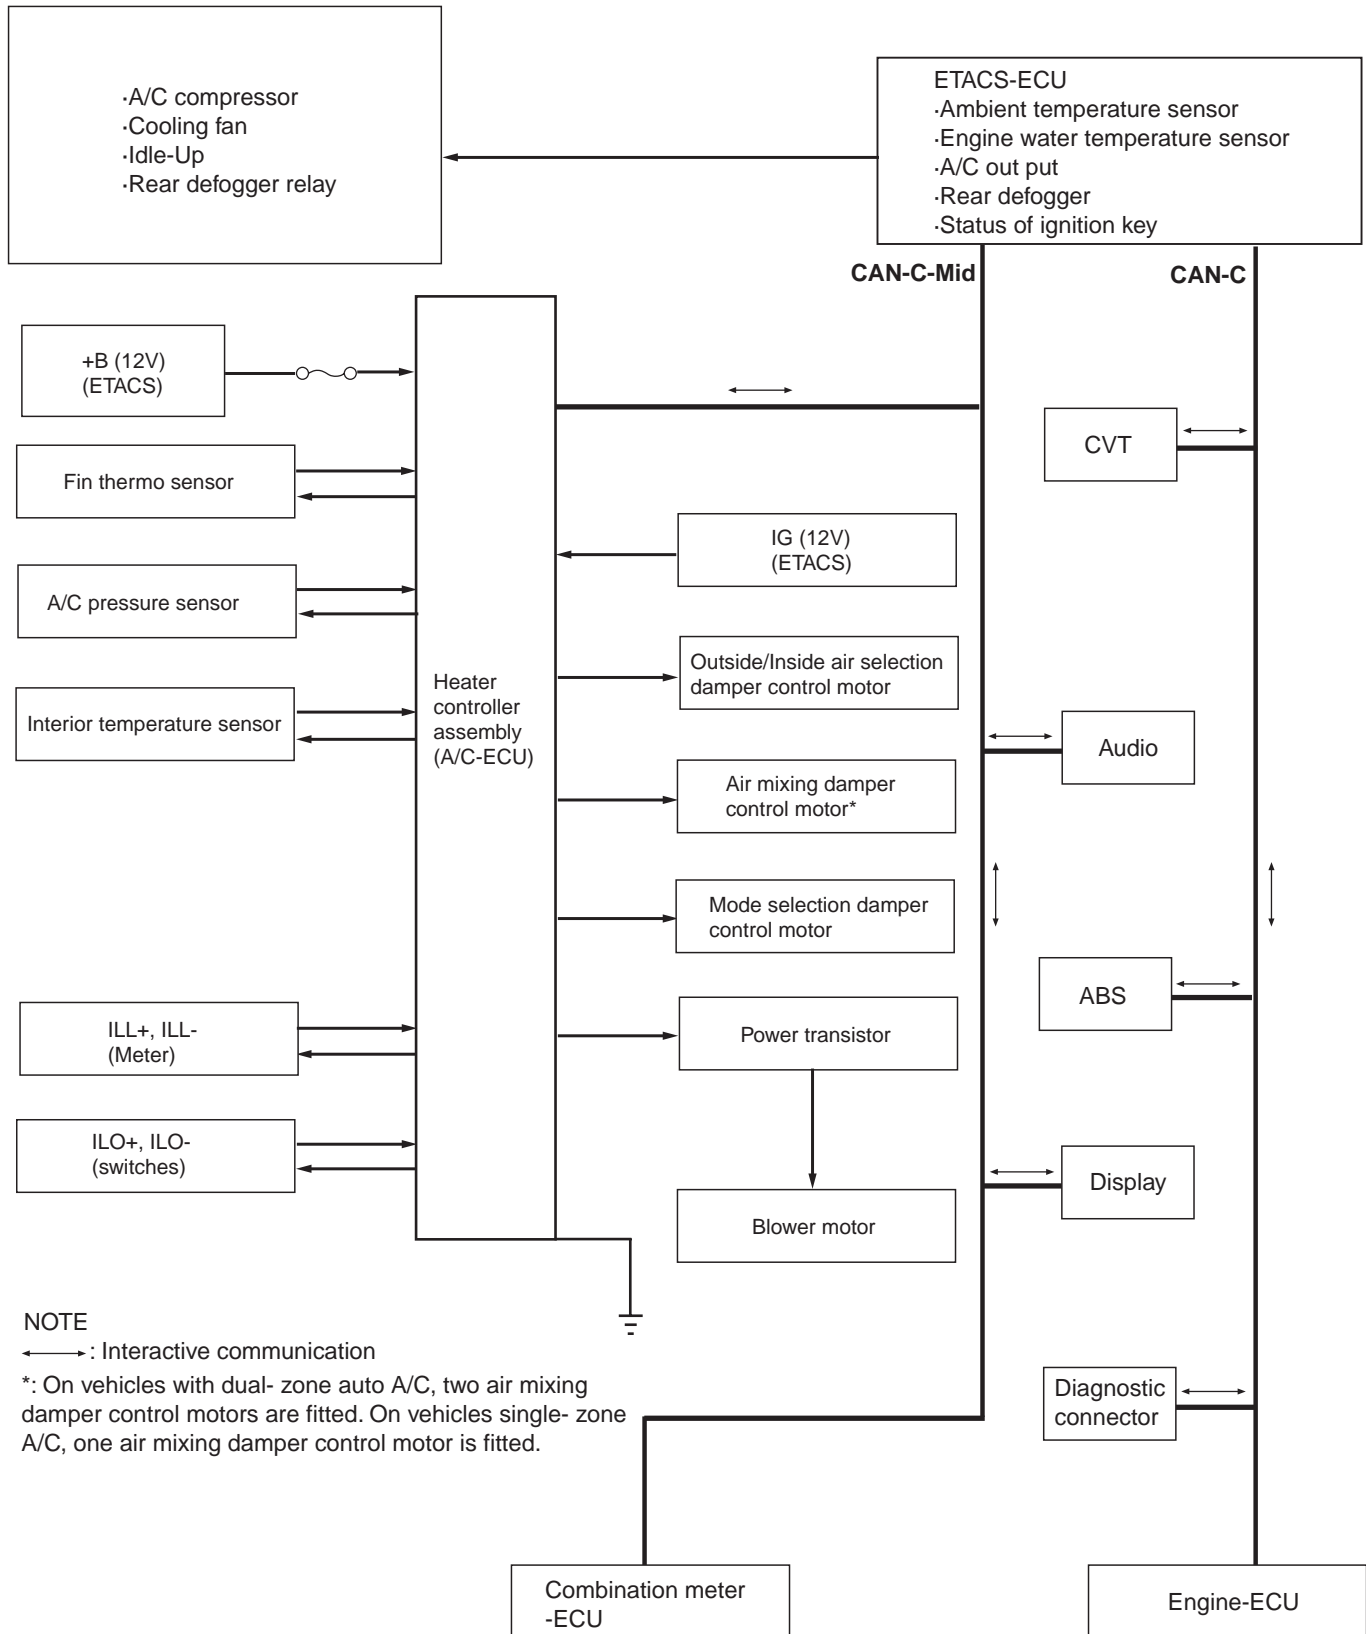 ·A/C compressor
·Cooling fan
·Idle-Up
·Rear defogger relay
ETACS-ECU
·Ambient temperature sensor
·Engine water temperature sensor
·A/C out put
·Rear defogger
·Status of ignition key
CAN-C-Mid
CAN-C
+B (12V)
(ETACS)
Fin thermo sensor
A/C pressure sensor
Interior temperature sensor
ILL+, ILL-
(Meter)
ILO+, ILO-
(switches)
Heater
controller
assembly
(A/C-ECU)
IG (12V)
(ETACS)
Outside/Inside air selection
damper control motor
Air mixing damper
control motor*
Mode selection damper
control motor
Power transistor
Blower motor
CVT
Audio
ABS
Display
Diagnostic
connector
NOTE
: Interactive communication
*: On vehicles with dual- zone auto A/C, two air mixing
damper control motors are fitted. On vehicles single- zone
A/C, one air mixing damper control motor is fitted.
Combination meter
-ECU
Engine-ECU